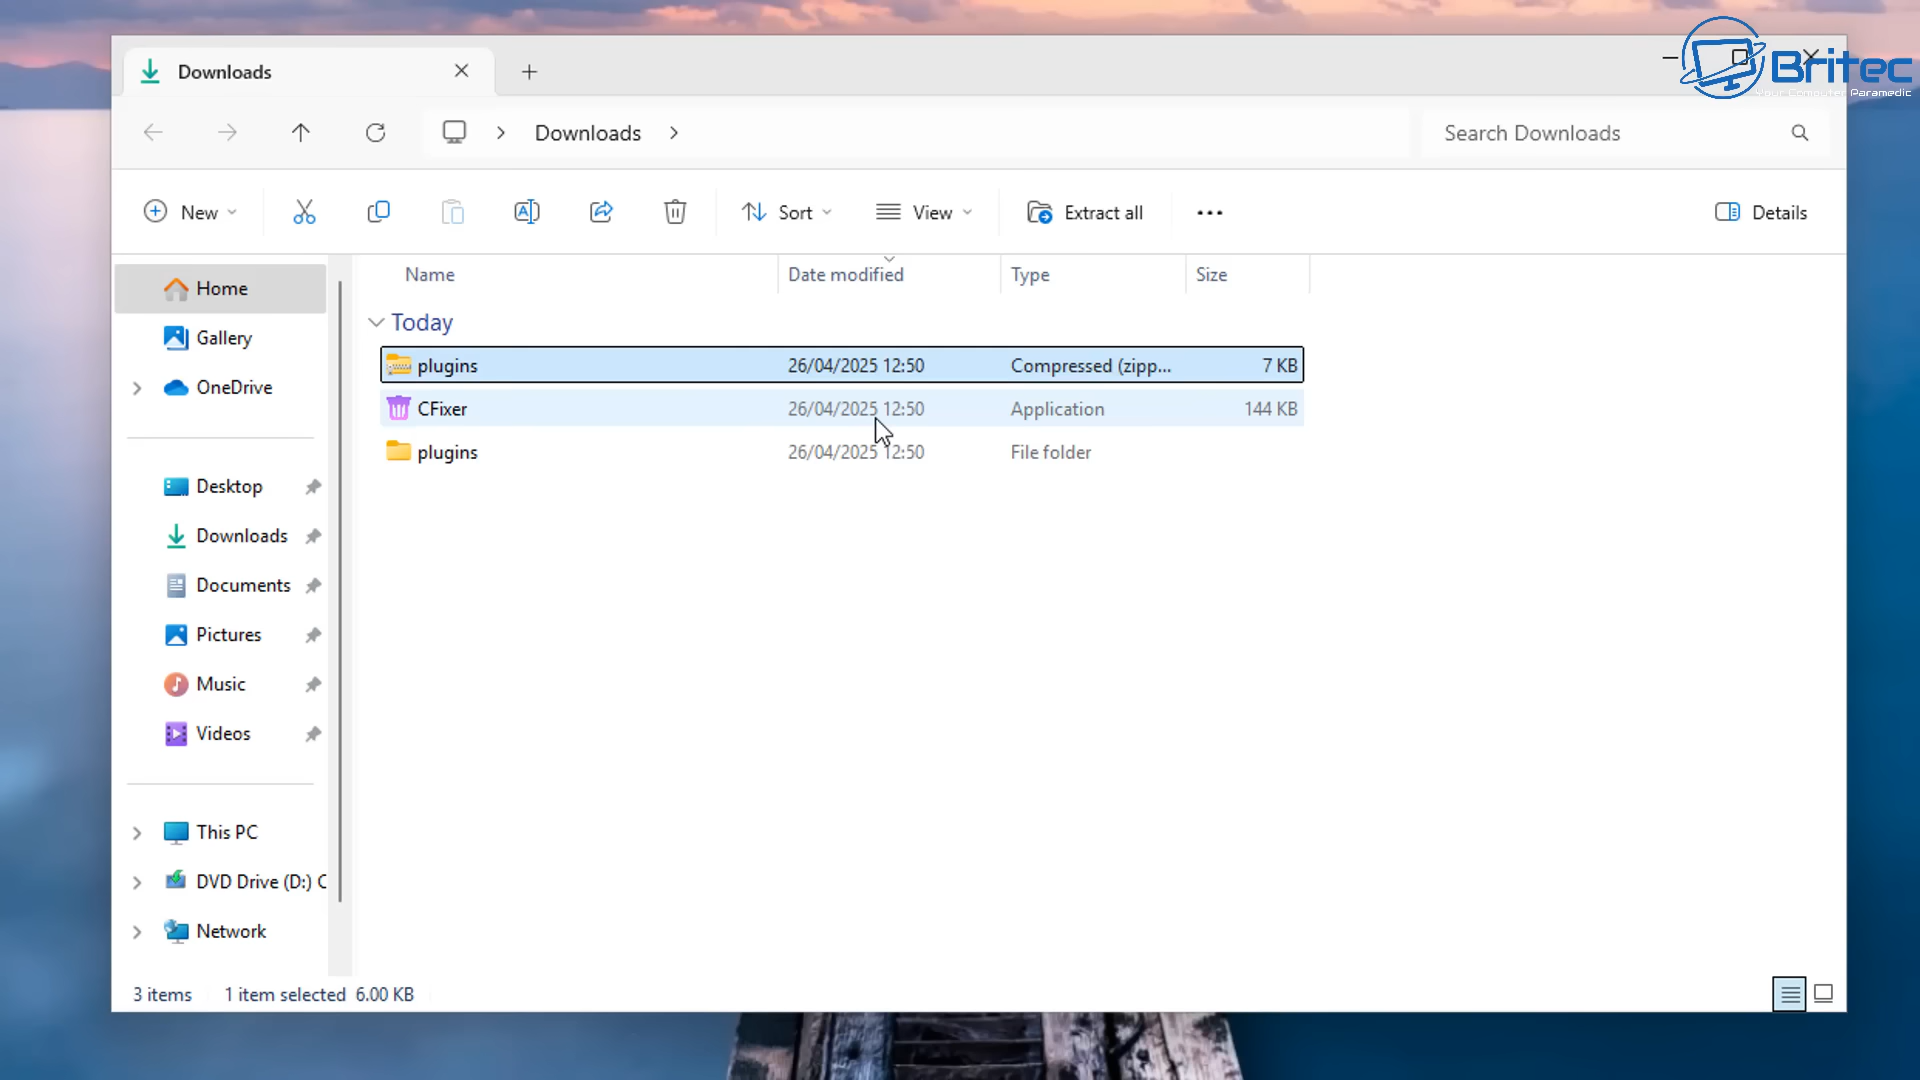 Downloads
Britec
Your Computer Paramedic
Downloads
Search Downloads
New
Sort
View
Extract all
Details
Name
Date modified
Type
Size
Today
plugins 26/04/2025 12:50 Compressed (zipp... 7 KB
CFixer 26/04/2025 12:50 Application 144 KB
plugins 26/04/2025 12:50 File folder
Home
Gallery
OneDrive
Desktop
Downloads
Documents
Pictures
Music
Videos
This PC
DVD Drive (D:) C
Network
3 items 1 item selected 6.00 KB